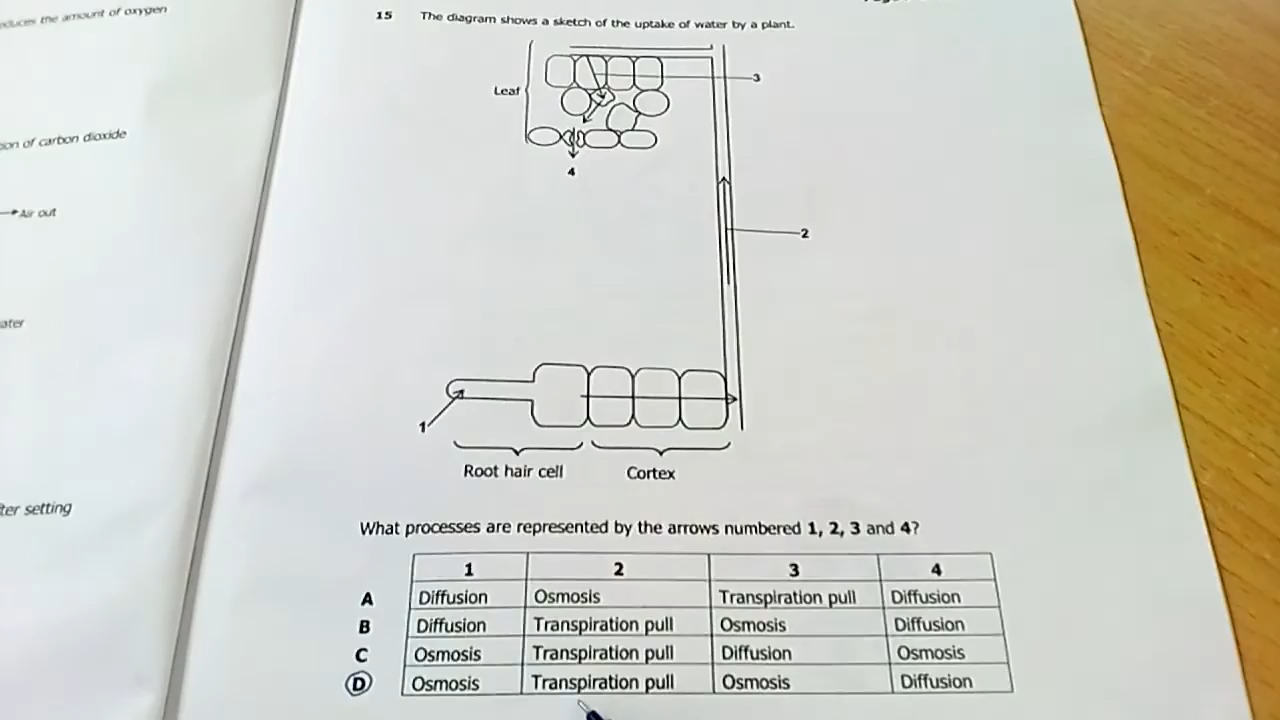 oduces the amount of oxygen
ion of carbon dioxide
Air out
ater
ter setting
15 The diagram shows a sketch of the uptake of water by a plant.
Leaf
3
4
2
1
Root hair cell
Cortex
What processes are represented by the arrows numbered 1, 2, 3 and 4?
1 2 3 4
A Diffusion Osmosis Transpiration pull Diffusion
B Diffusion Transpiration pull Osmosis Diffusion
C Osmosis Transpiration pull Diffusion Osmosis
D Osmosis Transpiration pull Osmosis Diffusion